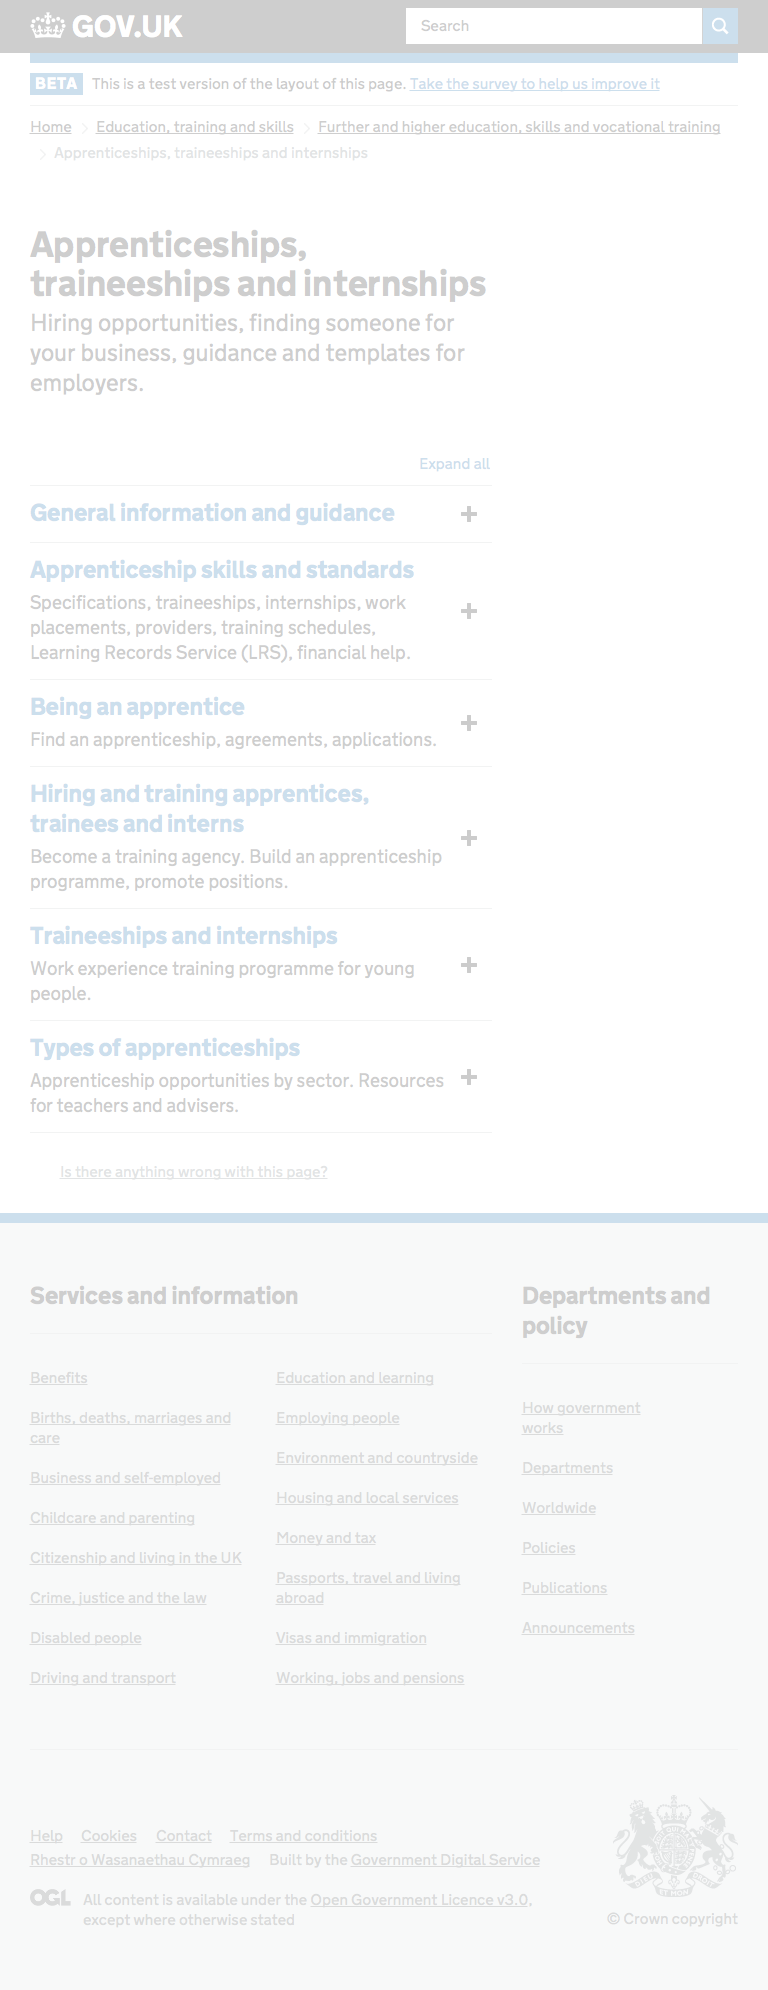 GOV.UK
Search
BETA This is a test version of the layout of this page. Take the survey to help us improve it
Home
Education, training and skills
Further and higher education, skills and vocational training
Apprenticeships, traineeships and internships
Apprenticeships,
traineeships and internships
Hiring opportunities, finding someone for
your business, guidance and templates for
employers.
Expand all
General information and guidance
Apprenticeship skills and standards
Specifications, traineeships, internships, work
placements, providers, training schedules,
Learning Records Service (LRS), financial help.
Being an apprentice
Find an apprenticeship, agreements, applications.
Hiring and training apprentices,
trainees and interns
Become a training agency. Build an apprenticeship
programme, promote positions.
Traineeships and internships
Work experience training programme for young
people.
Types of apprenticeships
Apprenticeship opportunities by sector. Resources
for teachers and advisers.
Is there anything wrong with this page?
Services and information
Benefits
Births, deaths, marriages and
care
Business and self-employed
Childcare and parenting
Citizenship and living in the UK
Crime, justice and the law
Disabled people
Driving and transport
Education and learning
Employing people
Environment and countryside
Housing and local services
Money and tax
Passports, travel and living
abroad
Visas and immigration
Working, jobs and pensions
Departments and
policy
How government
works
Departments
Worldwide
Policies
Publications
Announcements
Help Cookies Contact Terms and conditions
Rhestr o Wasanaethau Cymraeg Built by the Government Digital Service
OGL All content is available under the Open Government Licence v3.0,
except where otherwise stated
© Crown copyright